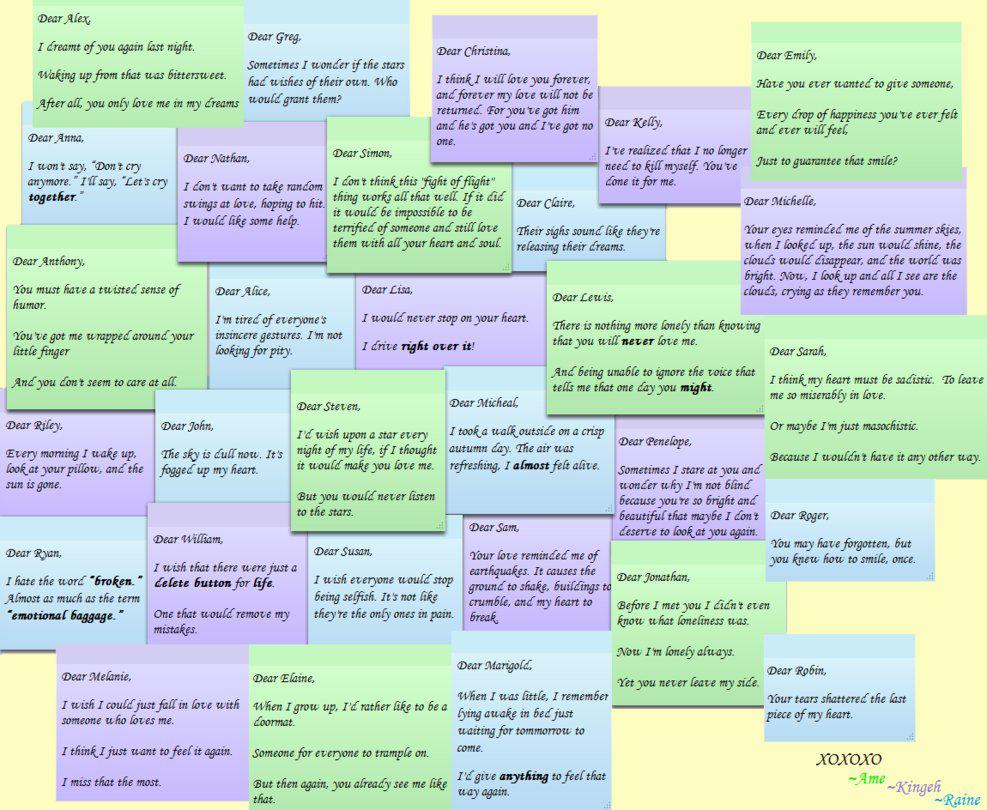 Dear Alex,
I dreamt of you again last night.
Waking up from that was bittersweet.
After all, you only love me in my dreams
Dear Greg,
Sometimes I wonder if the stars
had wishes of their own. Who
would grant them?
Dear Christina,
I think I will love you forever,
and forever my love will not be
returned. For you've got him
and he's got you and I've got no
one.
Dear Emily,
Have you ever wanted to give someone,
Every drop of happiness you've ever felt
and ever will feel,
Just to guarantee that smile?
Dear Anna,
I won't say, "Don't cry
anymore." I'll say, "Let's cry
together."
Dear Nathan,
I don't want to take random
swings at love, hoping to hit.
I would like some help.
Dear Simon,
I don't think this "fight of flight"
thing works all that well. If it did
it would be impossible to be
terrified of someone and still love
them with all your heart and soul.
Dear Kelly,
I've realized that I no longer
need to kill myself. You've
done it for me.
Dear Claire,
Their sighs sound like they're
releasing their dreams.
Dear Michelle,
Your eyes reminded me of the summer skies,
when I looked up, the sun would shine, the
clouds would disappear, and the world was
bright. Now, I look up and all I see are the
clouds, crying as they remember you.
Dear Anthony,
You must have a twisted sense of
humor.
You've got me wrapped around your
little finger
And you don't seem to care at all.
Dear Alice,
I'm tired of everyone's
insincere gestures. I'm not
looking for pity.
Dear Lisa,
I would never stop on your heart.
I drive right over it!
Dear Lewis,
There is nothing more lonely than knowing
that you will never love me.
And being unable to ignore the voice that
tells me that one day you might.
Dear Sarah,
I think my heart must be sadistic. To leave
me so miserably in love.
Or maybe I'm just masochistic.
Because I wouldn't have it any other way.
Dear Riley,
Every morning I wake up,
look at your pillow, and the
sun is gone.
Dear John,
The sky is dull now. It's
fogged up my heart.
Dear Steven,
I'd wish upon a star every
night of my life, if I thought
it would make you love me.
But you would never listen
to the stars.
Dear Micheal,
I took a walk outside on a crisp
autumn day. The air was
refreshing, I almost felt alive.
Dear Penelope,
Sometimes I stare at you and
wonder why I'm not blind
because you're so bright and
beautiful that maybe I don't
deserve to look at you again.
Dear Roger,
You may have forgotten, but
you knew how to smile, once.
Dear Ryan,
I hate the word "broken."
Almost as much as the term
"emotional baggage."
Dear William,
I wish that there were just a
delete button for life.
One that would remove my
mistakes.
Dear Susan,
I wish everyone would stop
being selfish. It's not like
they're the only ones in pain.
Dear Sam,
Your love reminded me of
earthquakes. It causes the
ground to shake, buildings to
crumble, and my heart to
break.
Dear Jonathan,
Before I met you I didn't even
know what loneliness was.
Now I'm lonely always.
Yet you never leave my side.
Dear Robin,
Your tears shattered the last
piece of my heart.
Dear Melanie,
I wish I could just fall in love with
someone who loves me.
I think I just want to feel it again.
I miss that the most.
Dear Elaine,
When I grow up, I'd rather like to be a
doormat.
Someone for everyone to trample on.
But then again, you already see me like
that.
Dear Marigold,
When I was little, I remember
lying awake in bed just
waiting for tommorrow to
come.
I'd give anything to feel that
way again.
XOXOXO
~Ame
~Kingeh
~Raine